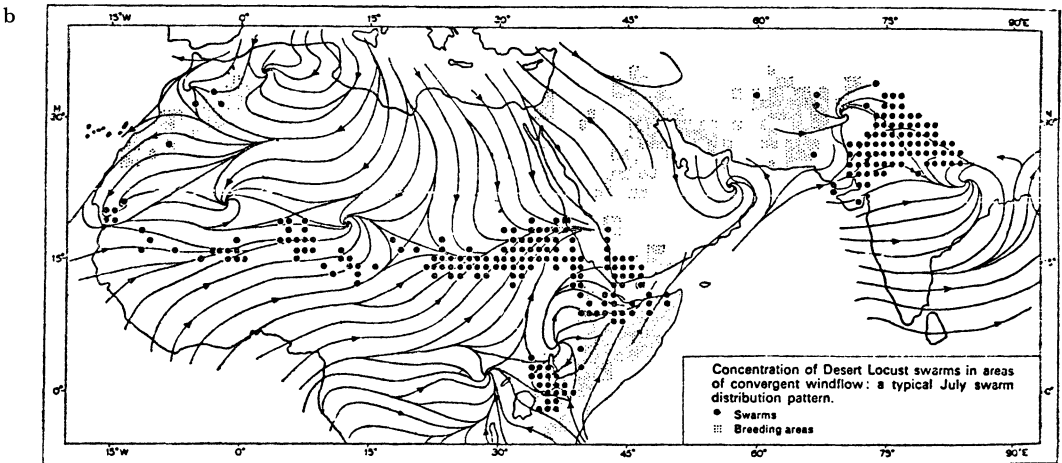 b
15°W 0° 15° 30° 45° 60° 75° 90°E
30°
15°
0°
Concentration of Desert Locust swarms in areas
of convergent windflow: a typical July swarm
distribution pattern.
Swarms
Breeding areas
15°W 0° 15° 30° 45° 60° 75° 90°E